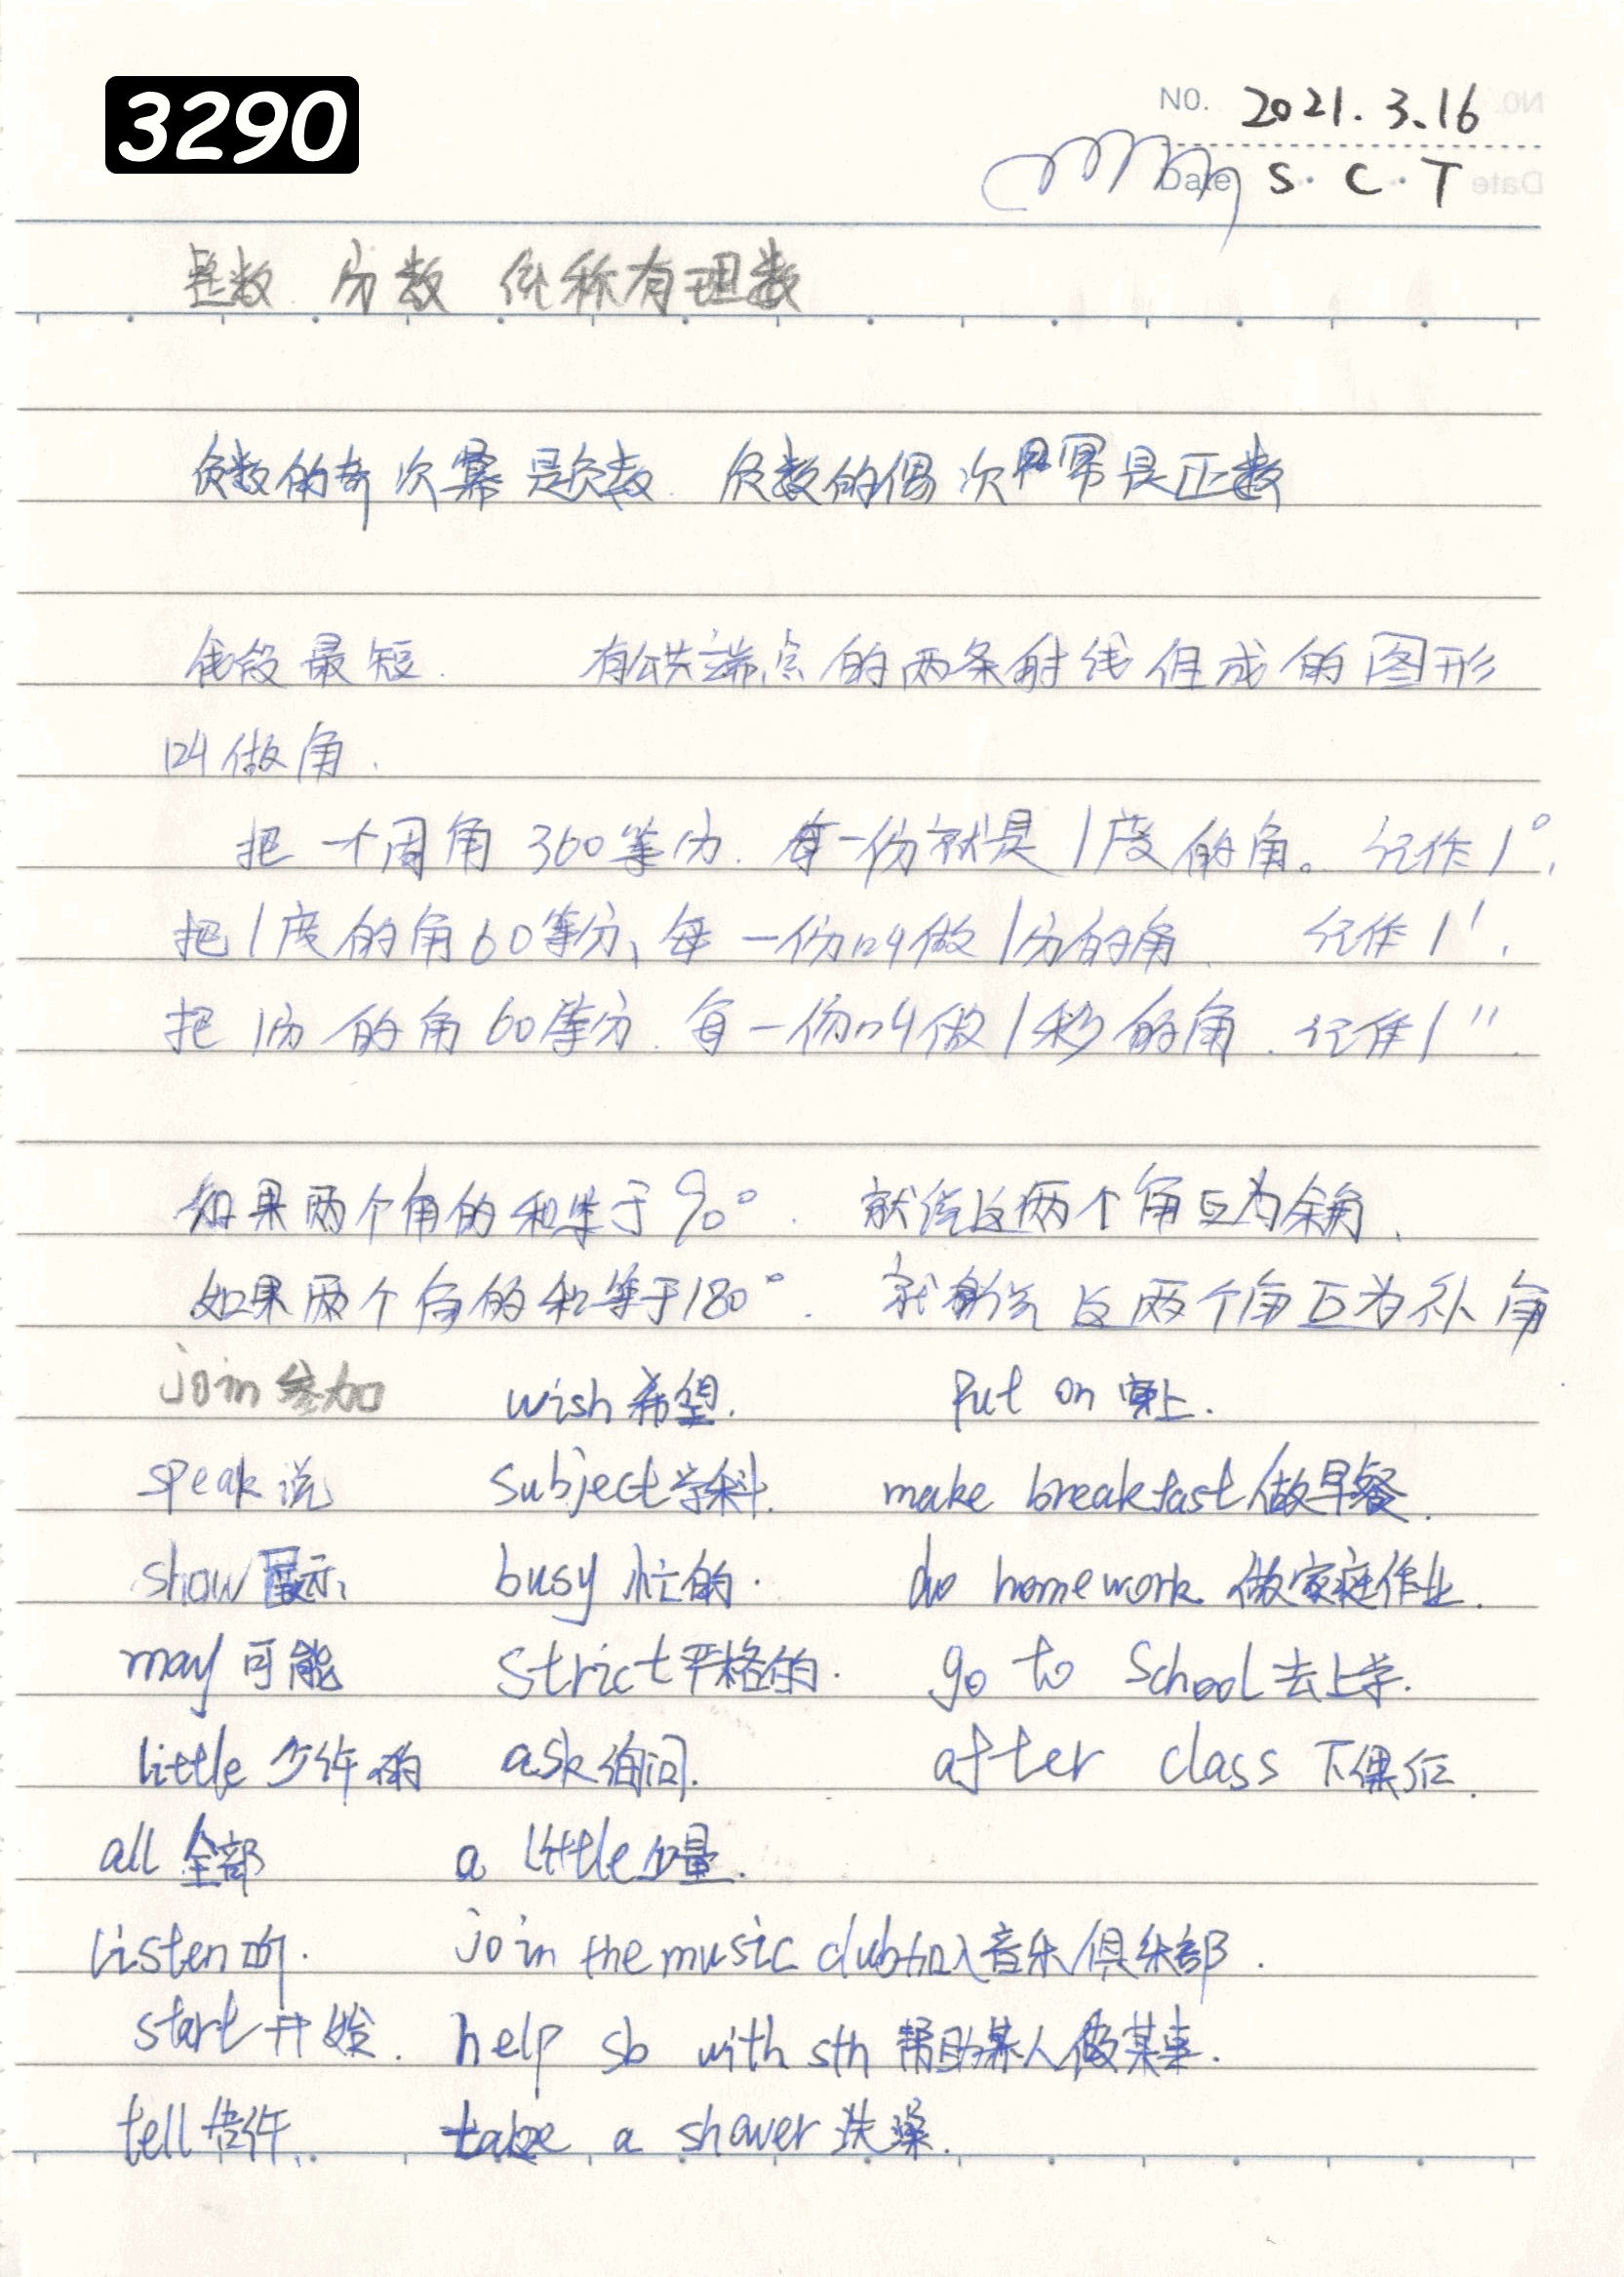 3290
NO. 2021.3.16
Date S·C·T
整数 分数 统称有理数
负数的奇次幂是负数. 负数的偶次幂是正数
线段最短. 有公共端点的两条射线组成的图形
叫做角.
把一个周角360等分. 每一份就是1度的角。记作1°,
把1度的角60等分,每一份叫做1分的角. 记作1′,
把1分的角60等分.每一份叫做1秒的角.记作1″.
如果两个角的和等于90°. 就说这两个角互为余角.
如果两个角的和等于180°. 就说这两个角互为补角
join 参加 wish 希望. Put on 穿上.
speak 说 Subject 学科. make breakfast 做早餐.
show 展示, busy 忙的. do homework 做家庭作业.
may 可能 Strict 严格的. go to School 去上学.
little 少许的 ask 询问. after class 下课后.
all 全部 a little 少量.
listen 听. join the music club 加入音乐俱乐部.
start 开始. help sb with sth 帮助某人做某事.
tell 告诉. take a shower 洗澡.